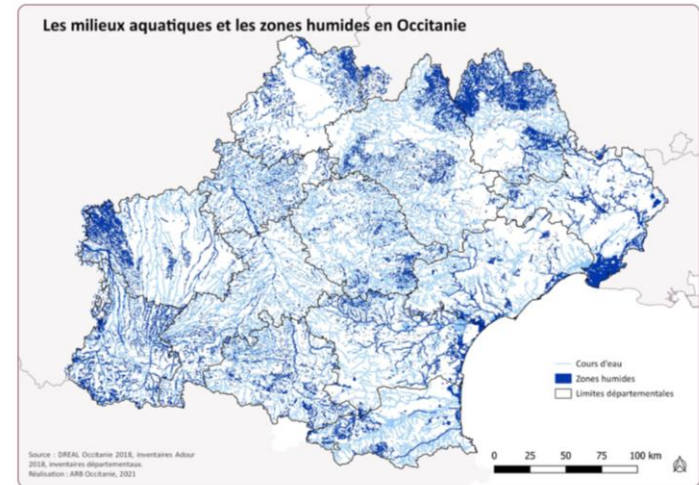 Les milieux aquatiques et les zones humides en Occitanie
Cours d'eau
Zones humides
Limites départementales
Source : DREAL Occitanie 2018, inventaires Adour
2018, inventaires départementaux.
Réalisation : ARB Occitanie, 2021
0 25 50 75 100 km